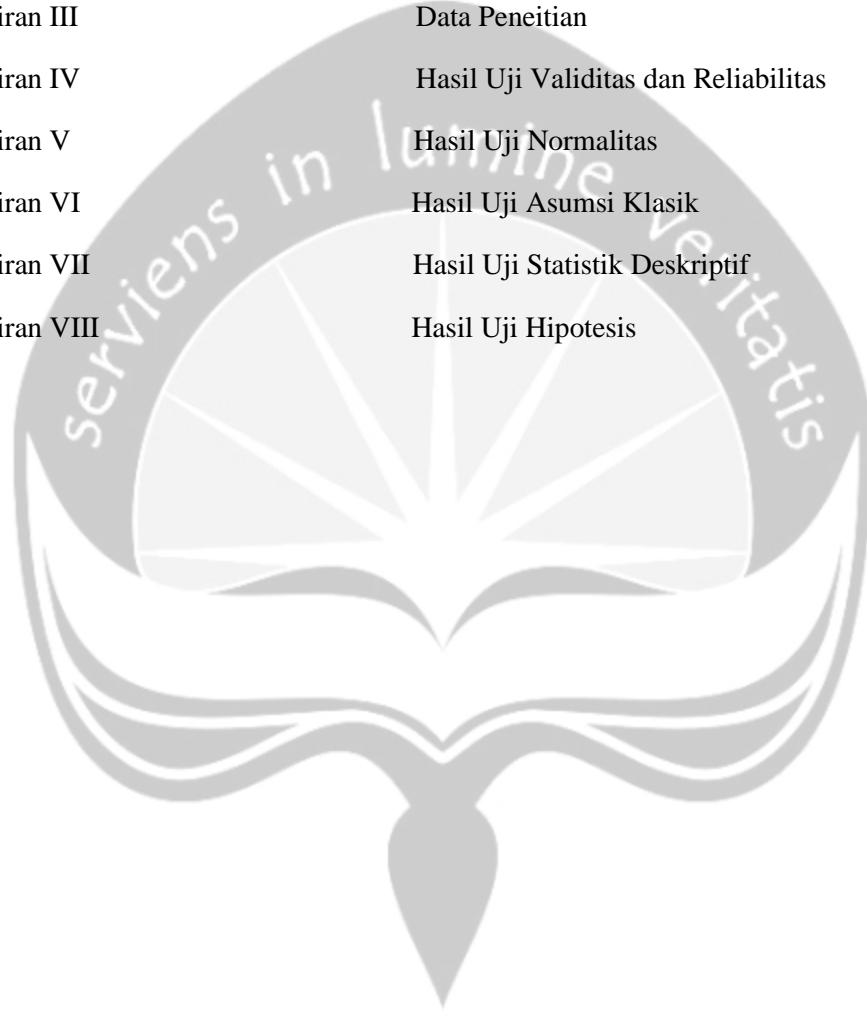 iran III Data Peneitian
iran IV Hasil Uji Validitas dan Reliabilitas
iran V Hasil Uji Normalitas
iran VI Hasil Uji Asumsi Klasik
iran VII Hasil Uji Statistik Deskriptif
iran VIII Hasil Uji Hipotesis
serviens in lumine veritatis